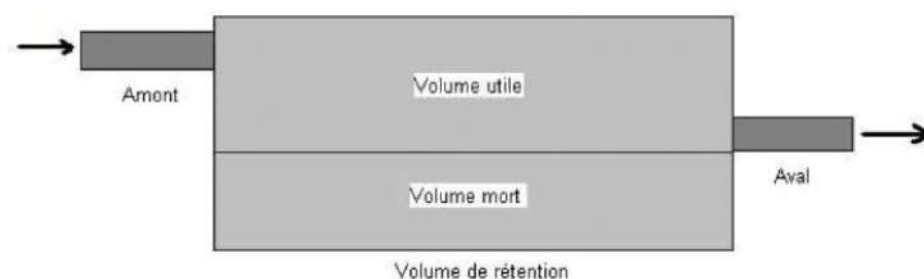 Volume utile
Amont
Aval
Volume mort
Volume de rétention